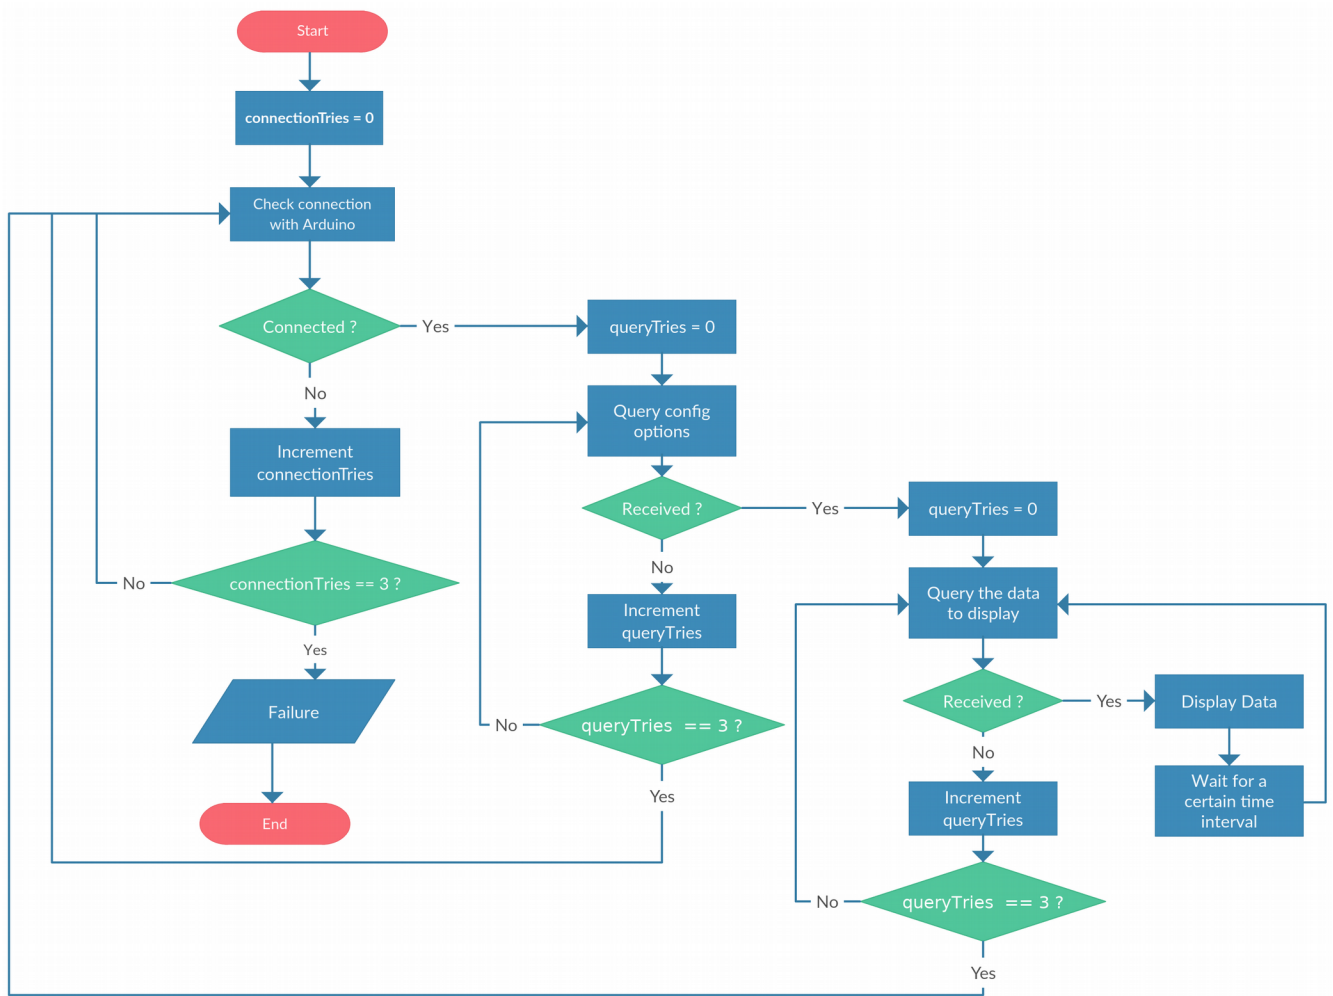 Start
connectionTries = 0
Check connection
with Arduino
Connected ?
Yes
No
Increment
connectionTries
connectionTries == 3 ?
No
Yes
Failure
End
queryTries = 0
Query config
options
Received ?
Yes
No
Increment
queryTries
queryTries == 3 ?
No
Yes
queryTries = 0
Query the data
to display
Received ?
Yes
Display Data
Wait for a
certain time
interval
No
Increment
queryTries
queryTries == 3 ?
No
Yes